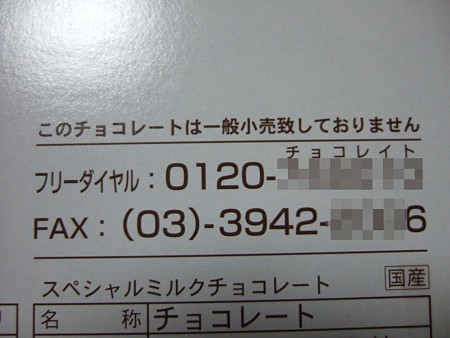 このチョコレートは一般小売致しておりません
チョコレイト
フリーダイヤル：0120-
FAX：(03)-3942- 6
スペシャルミルクチョコレート 国産
名 称 チョコレート